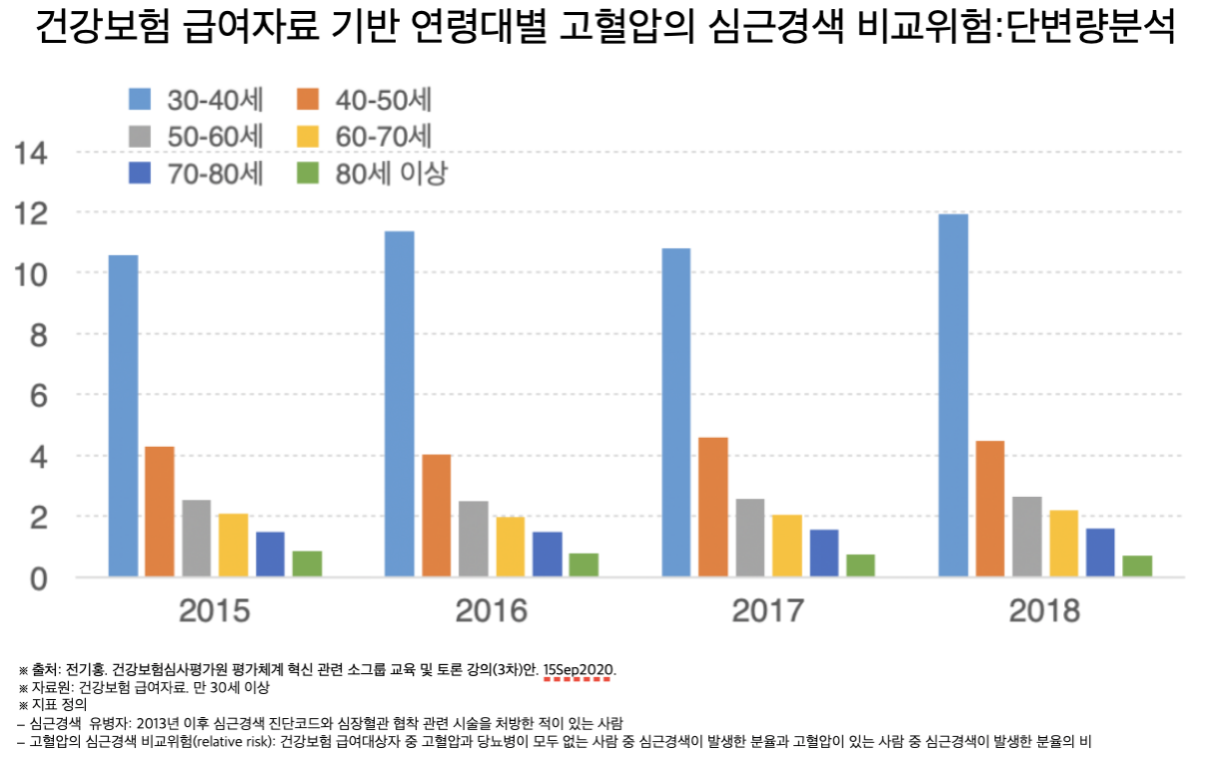 건강보험 급여자료 기반 연령대별 고혈압의 심근경색 비교위험:단변량분석
30-40세 40-50세
50-60세 60-70세
70-80세 80세 이상
14
12
10
8
6
4
2
0
2015 2016 2017 2018
※ 출처: 전기홍. 건강보험심사평가원 평가체계 혁신 관련 소그룹 교육 및 토론 강의(3차)안. 15Sep2020.
※ 자료원: 건강보험 급여자료. 만 30세 이상
※ 지표 정의
– 심근경색 유병자: 2013년 이후 심근경색 진단코드와 심장혈관 협착 관련 시술을 처방한 적이 있는 사람
– 고혈압의 심근경색 비교위험(relative risk): 건강보험 급여대상자 중 고혈압과 당뇨병이 모두 없는 사람 중 심근경색이 발생한 분율과 고혈압이 있는 사람 중 심근경색이 발생한 분율의 비